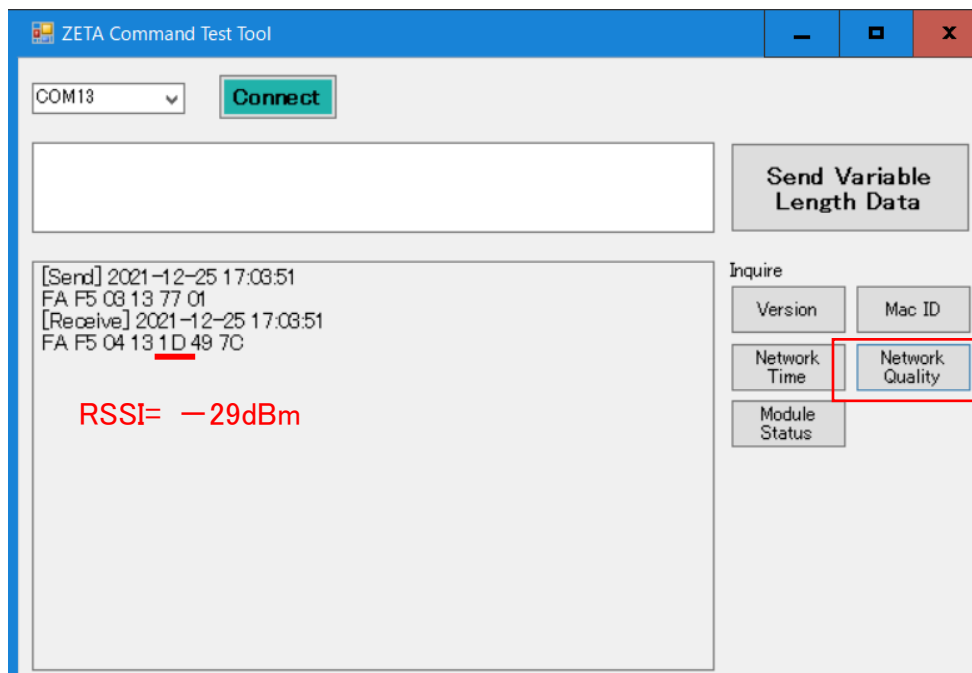 ZETA Command Test Tool
COM13
Connect
Send Variable
Length Data
[Send] 2021-12-25 17:03:51
FA F5 03 13 77 01
[Receive] 2021-12-25 17:03:51
FA F5 04 13 1D 49 7C
RSSI= －29dBm
Inquire
Version
Mac ID
Network
Time
Network
Quality
Module
Status